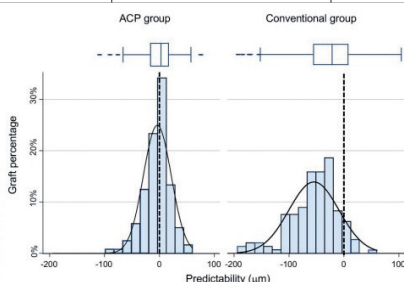 ACP group Conventional group
Graft percentage
30%
20%
10%
0%
-200 -100 0 100 -200 -100 0 100
Predictability (μm)